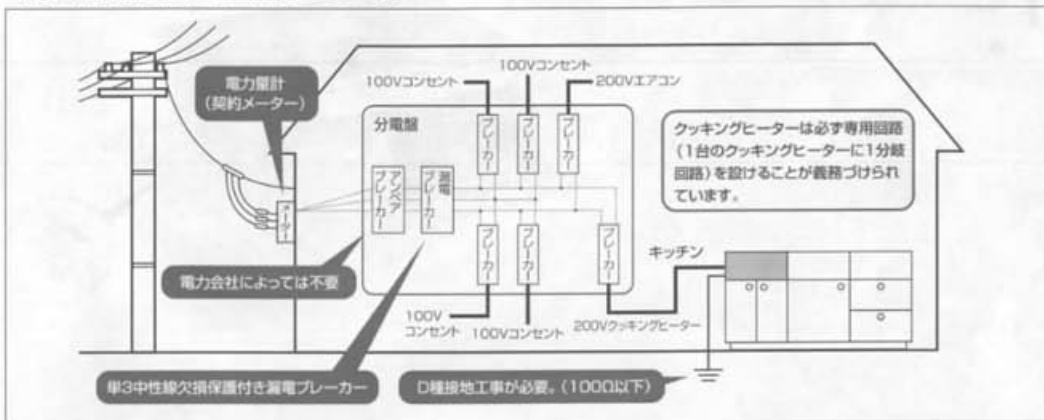 電力量計
(契約メーター)
100Vコンセント
100Vコンセント
200Vエアコン
分電盤
ブレーカー
ブレーカー
ブレーカー
クッキングヒーターは必ず専用回路
(1台のクッキングヒーターに1分岐
回路)を設けることが義務づけられ
ています。
メーター
アンペア
ブレーカー
漏電
ブレーカー
ブレーカー
ブレーカー
ブレーカー
キッチン
電力会社によっては不要
100V
コンセント
100Vコンセント
200Vクッキングヒーター
単3中性線欠損保護付き漏電ブレーカー
D種接地工事が必要。(100Ω以下)